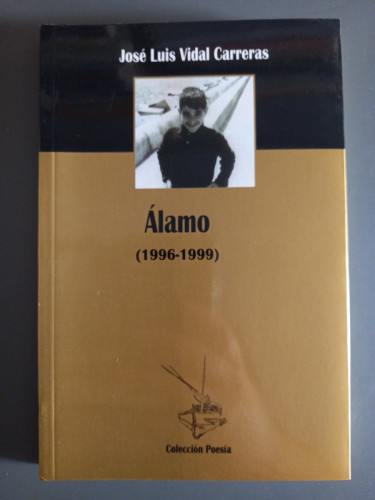 José Luis Vidal Carreras
Álamo
(1996-1999)
Colección Poesía